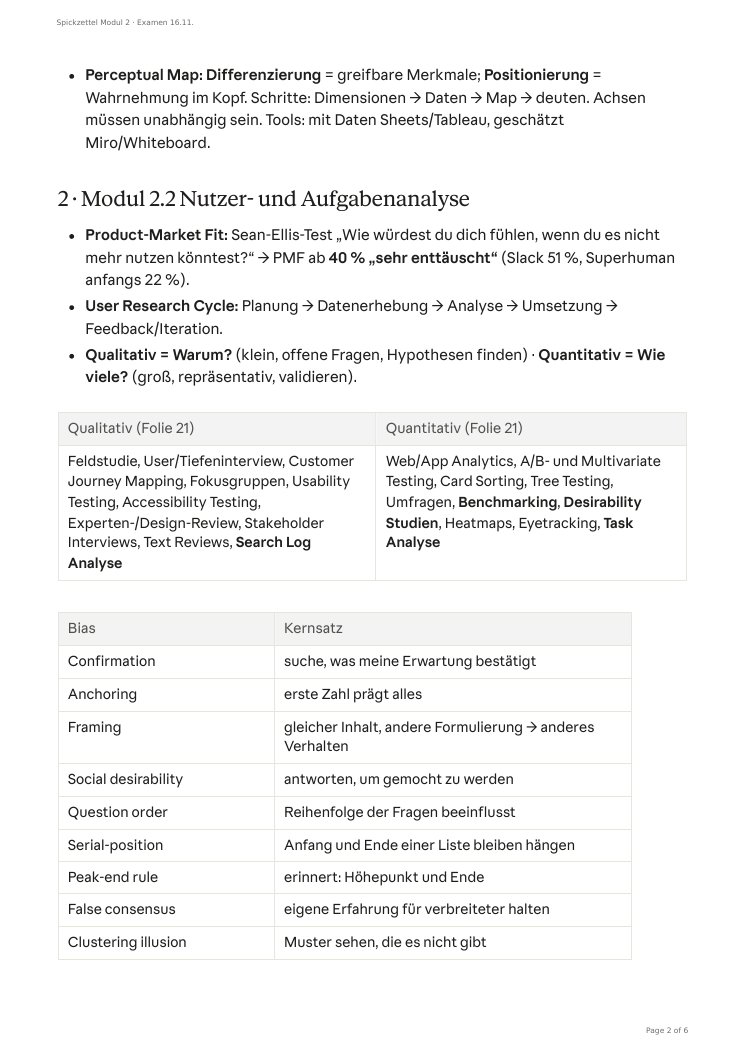 Spickzettel Modul 2 · Examen 16.11.
• Perceptual Map: Differenzierung = greifbare Merkmale; Positionierung =
Wahrnehmung im Kopf. Schritte: Dimensionen → Daten → Map → deuten. Achsen
müssen unabhängig sein. Tools: mit Daten Sheets/Tableau, geschätzt
Miro/Whiteboard.
2 · Modul 2.2 Nutzer- und Aufgabenanalyse
• Product-Market Fit: Sean-Ellis-Test „Wie würdest du dich fühlen, wenn du es nicht
mehr nutzen könntest?“ → PMF ab 40 % „sehr enttäuscht“ (Slack 51 %, Superhuman
anfangs 22 %).
• User Research Cycle: Planung → Datenerhebung → Analyse → Umsetzung →
Feedback/Iteration.
• Qualitativ = Warum? (klein, offene Fragen, Hypothesen finden) · Quantitativ = Wie
viele? (groß, repräsentativ, validieren).
Qualitativ (Folie 21)
Quantitativ (Folie 21)
Feldstudie, User/Tiefeninterview, Customer
Journey Mapping, Fokusgruppen, Usability
Testing, Accessibility Testing,
Experten-/Design-Review, Stakeholder
Interviews, Text Reviews, Search Log
Analyse
Web/App Analytics, A/B- und Multivariate
Testing, Card Sorting, Tree Testing,
Umfragen, Benchmarking, Desirability
Studien, Heatmaps, Eyetracking, Task
Analyse
Bias
Kernsatz
Confirmation
suche, was meine Erwartung bestätigt
Anchoring
erste Zahl prägt alles
Framing
gleicher Inhalt, andere Formulierung → anderes
Verhalten
Social desirability
antworten, um gemocht zu werden
Question order
Reihenfolge der Fragen beeinflusst
Serial-position
Anfang und Ende einer Liste bleiben hängen
Peak-end rule
erinnert: Höhepunkt und Ende
False consensus
eigene Erfahrung für verbreiteter halten
Clustering illusion
Muster sehen, die es nicht gibt
Page 2 of 6